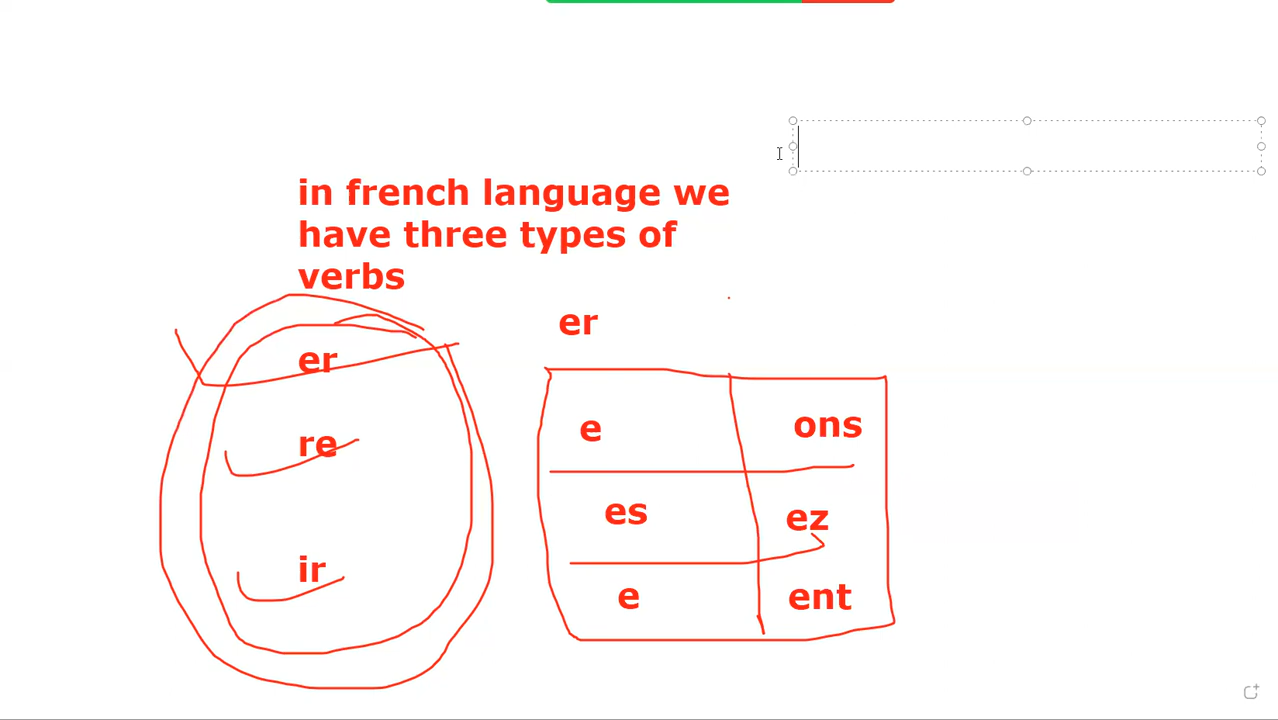 in french language we
have three types of
verbs
er
re
ir
er
e ons
es ez
e ent